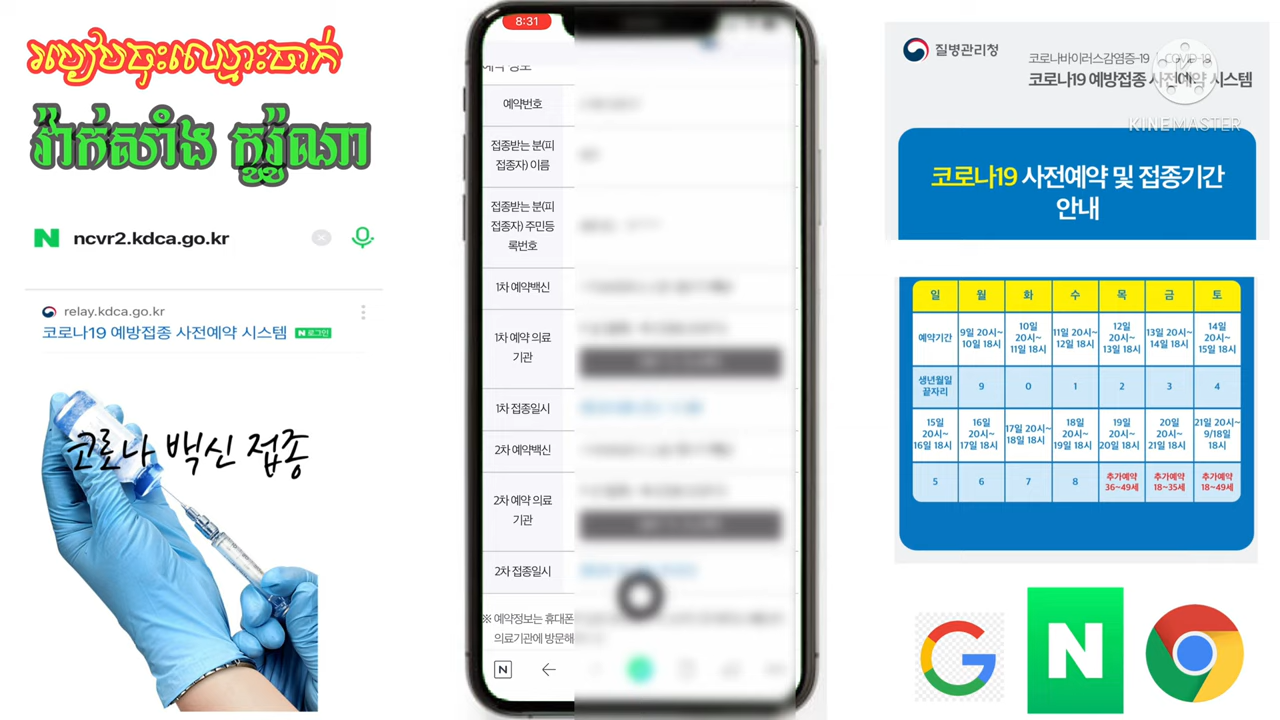 របៀបចុះឈ្មោះចាក់
វ៉ាក់សាំង កូរ៉ូណា
N ncvr2.kdca.go.kr
relay.kdca.go.kr
코로나19 예방접종 사전예약 시스템 N 로그인
코로나 백신 접종
8:31
예약 정보
예약번호
접종받는 분(피
접종자) 이름
접종받는 분(피
접종자) 주민등
록번호
1차 예약백신
1차 예약 의료
기관
1차 접종일시
2차 예약백신
2차 예약 의료
기관
2차 접종일시
※ 예약정보는 휴대폰
의료기관에 방문해
N
질병관리청
코로나바이러스감염증-19
코로나19 예방접종 사전예약 시스템
KINEMASTER
코로나19 사전예약 및 접종기간
안내
일 월 화 수 목 금 토
예약기간 9일 20시~ 10일 18시 10일 20시~ 11일 18시 11일 20시~ 12일 18시 12일 20시~ 13일 18시 13일 20시~ 14일 18시 14일 20시~ 15일 18시
생년월일 끝자리 9 0 1 2 3 4
15일 20시~ 16일 18시 16일 20시~ 17일 18시 17일 20시~ 18일 18시 18일 20시~ 19일 18시 19일 20시~ 20일 18시 20일 20시~ 21일 18시 21일 20시~ 9/18일 18시
5 6 7 8 추가예약 36~49세 추가예약 18~35세 추가예약 18~49세
G N